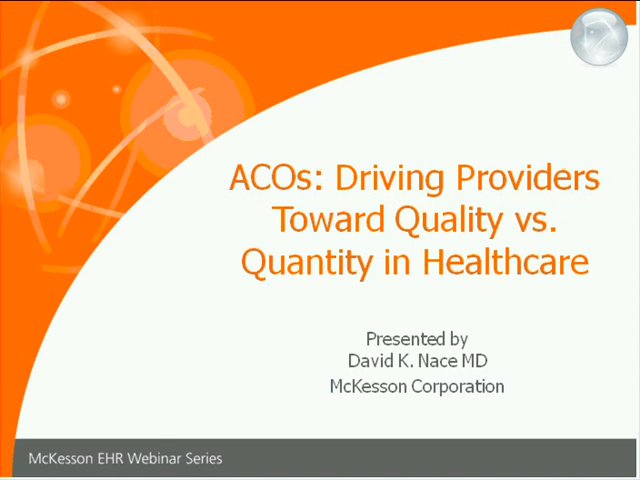 ACOs: Driving Providers
Toward Quality vs.
Quantity in Healthcare
Presented by
David K. Nace MD
McKesson Corporation
McKesson EHR Webinar Series